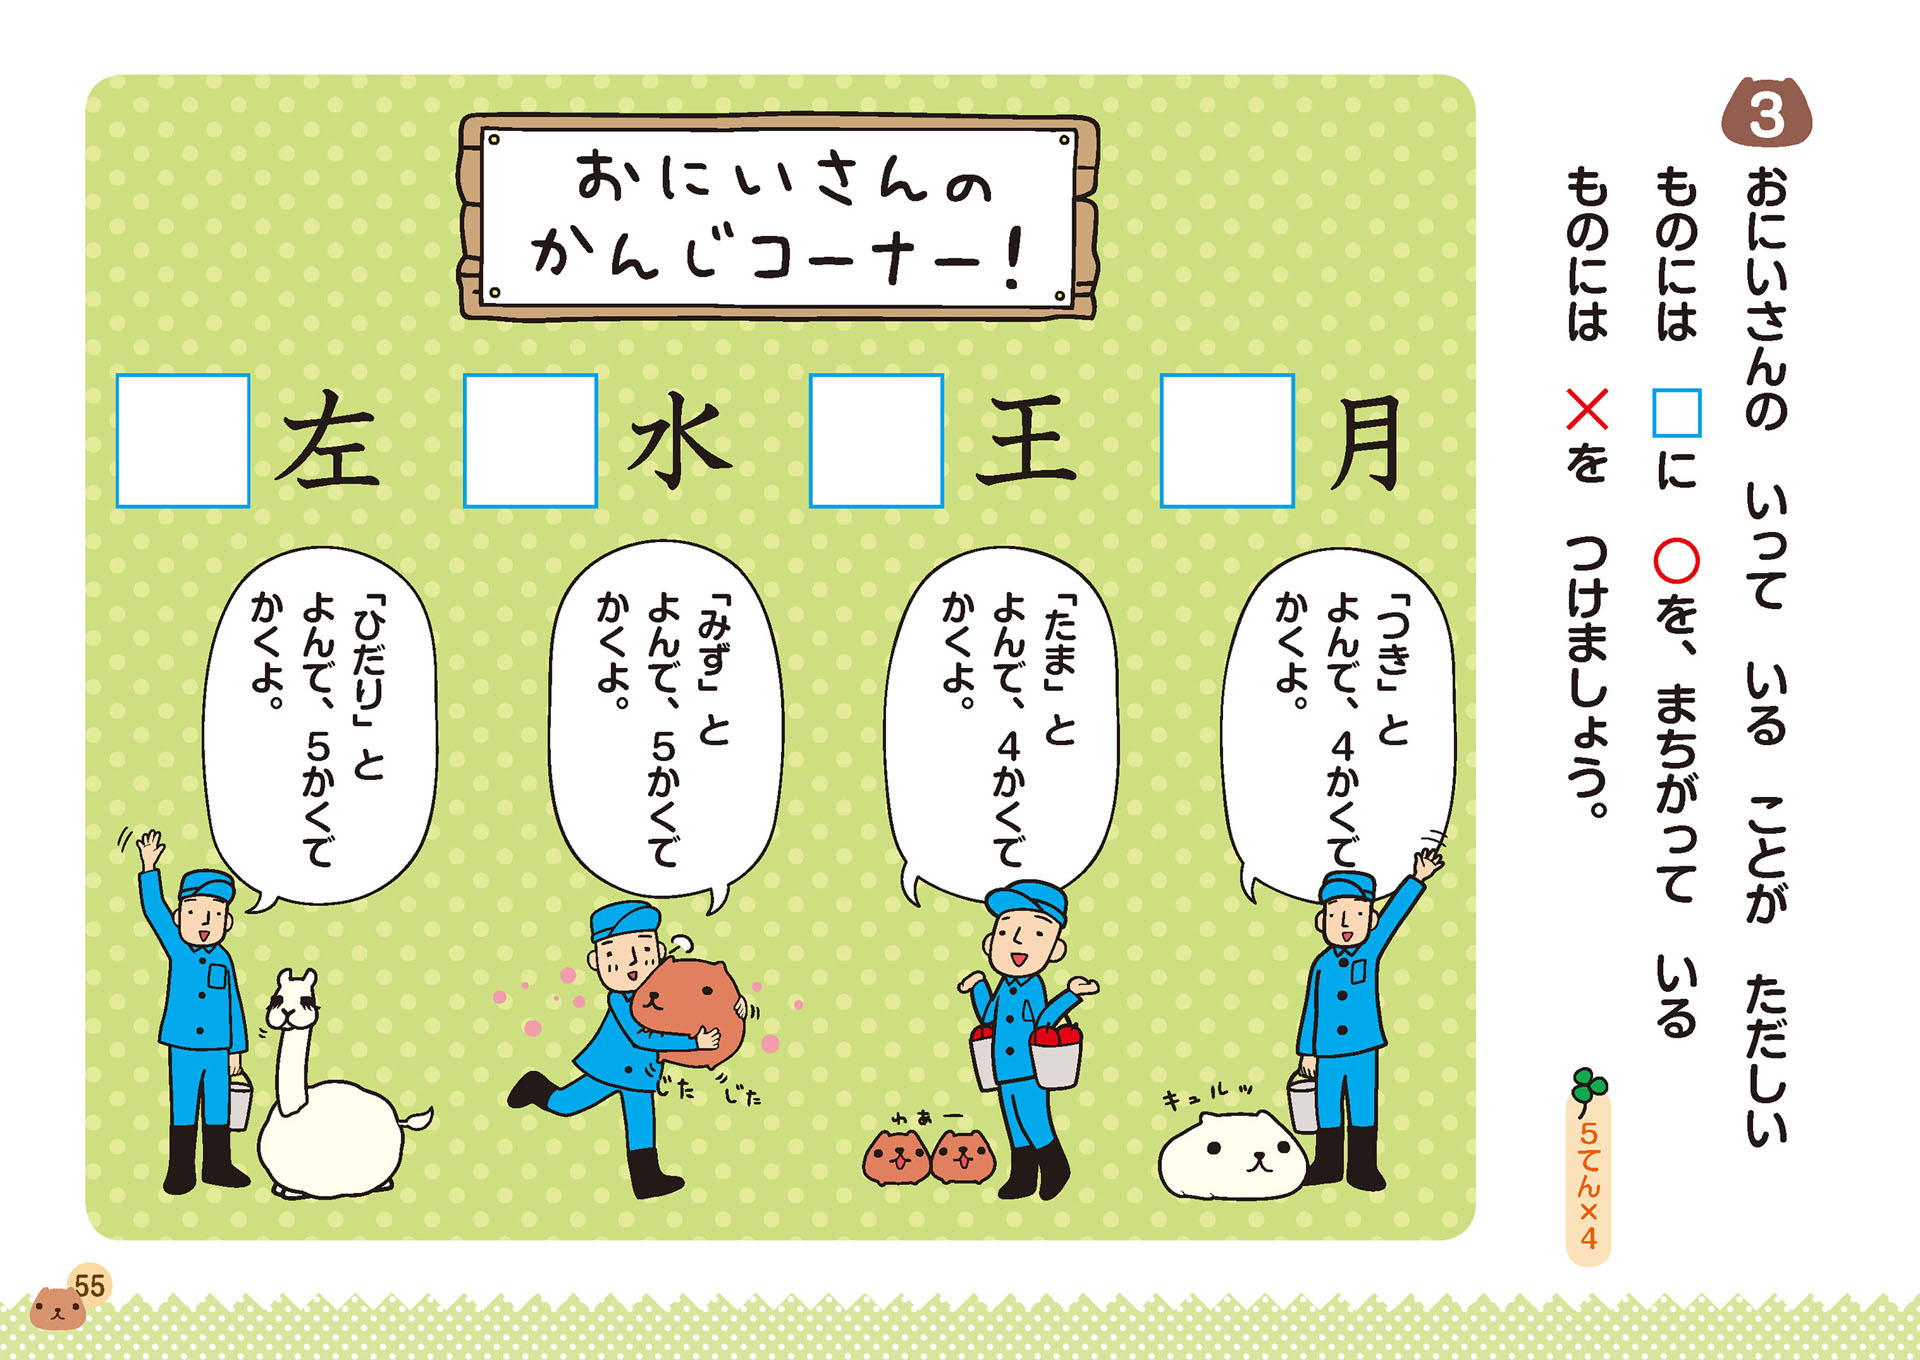 3
おにいさんの いって いる ことが ただしい
ものには □に ○を、まちがって いる
ものには ×を つけましょう。
5てん×4
おにいさんの
かんじコーナー!
月
「つき」と
よんで、4かくで
かくよ。
キュルッ
王
「たま」と
よんで、4かくで
かくよ。
わぁー
水
「みず」と
よんで、5かくで
かくよ。
じた
じた
左
「ひだり」と
よんで、5かくで
かくよ。
55